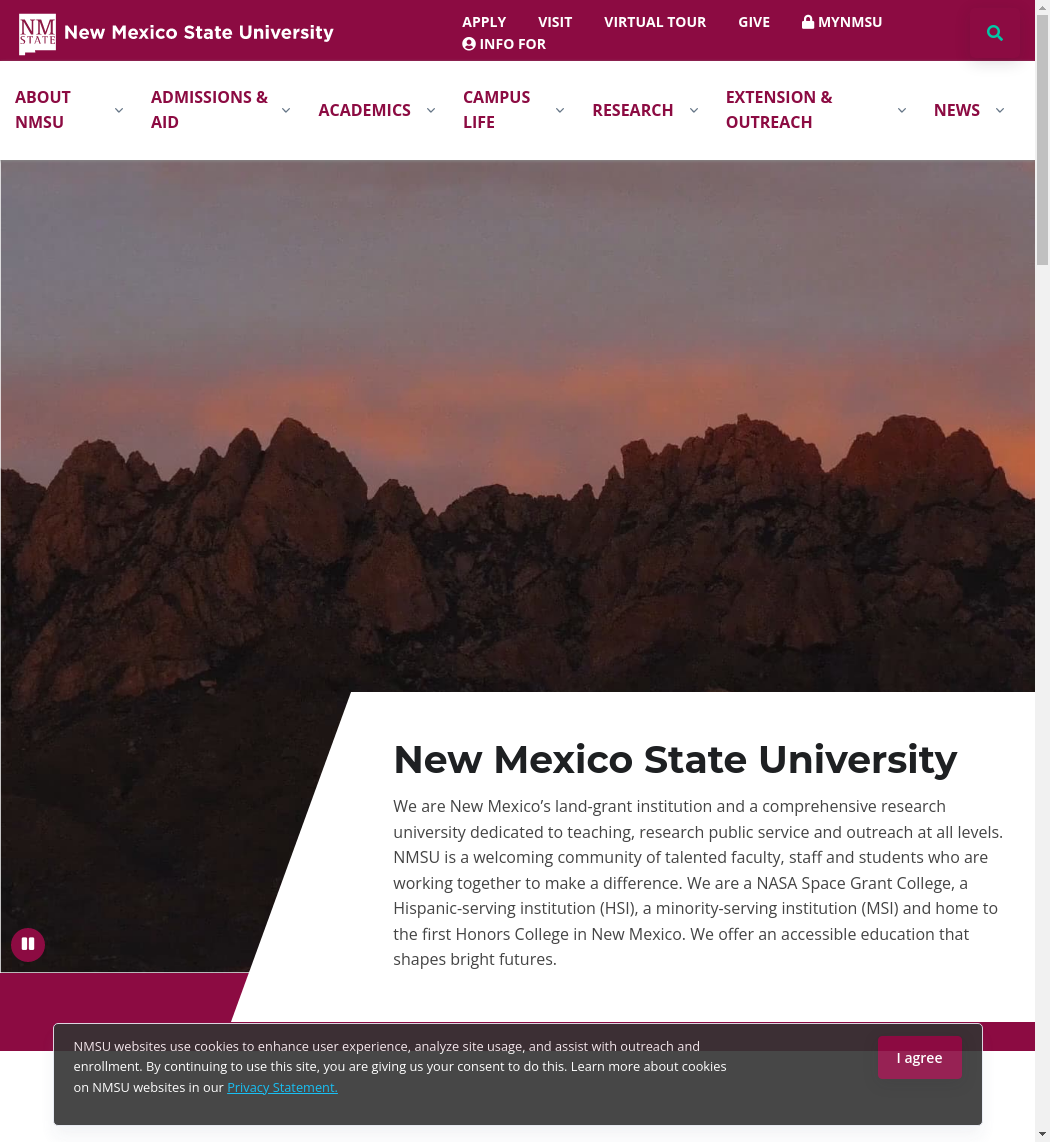 NM
STATE
New Mexico State University
APPLY
VISIT
VIRTUAL TOUR
GIVE
MYNMSU
INFO FOR
ABOUT
NMSU
ADMISSIONS &
AID
ACADEMICS
CAMPUS
LIFE
RESEARCH
EXTENSION &
OUTREACH
NEWS
New Mexico State University
We are New Mexico’s land-grant institution and a comprehensive research
university dedicated to teaching, research public service and outreach at all levels.
NMSU is a welcoming community of talented faculty, staff and students who are
working together to make a difference. We are a NASA Space Grant College, a
Hispanic-serving institution (HSI), a minority-serving institution (MSI) and home to
the first Honors College in New Mexico. We offer an accessible education that
shapes bright futures.
NMSU websites use cookies to enhance user experience, analyze site usage, and assist with outreach and
enrollment. By continuing to use this site, you are giving us your consent to do this. Learn more about cookies
on NMSU websites in our Privacy Statement.
I agree